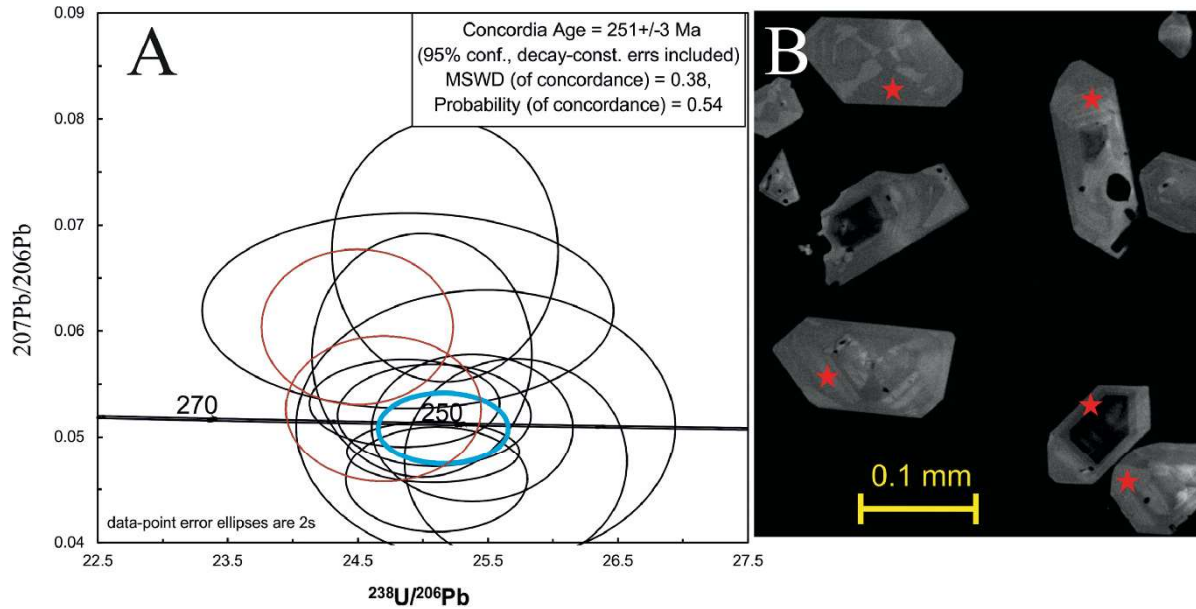 A
Concordia Age = 251+/-3 Ma
(95% conf., decay-const. errs included)
MSWD (of concordance) = 0.38,
Probability (of concordance) = 0.54
0.09
0.08
0.07
0.06
0.05
0.04
207Pb/206Pb
270
250
data-point error ellipses are 2s
22.5 23.5 24.5 25.5 26.5 27.5
²³⁸U/²⁰⁶Pb
B
0.1 mm